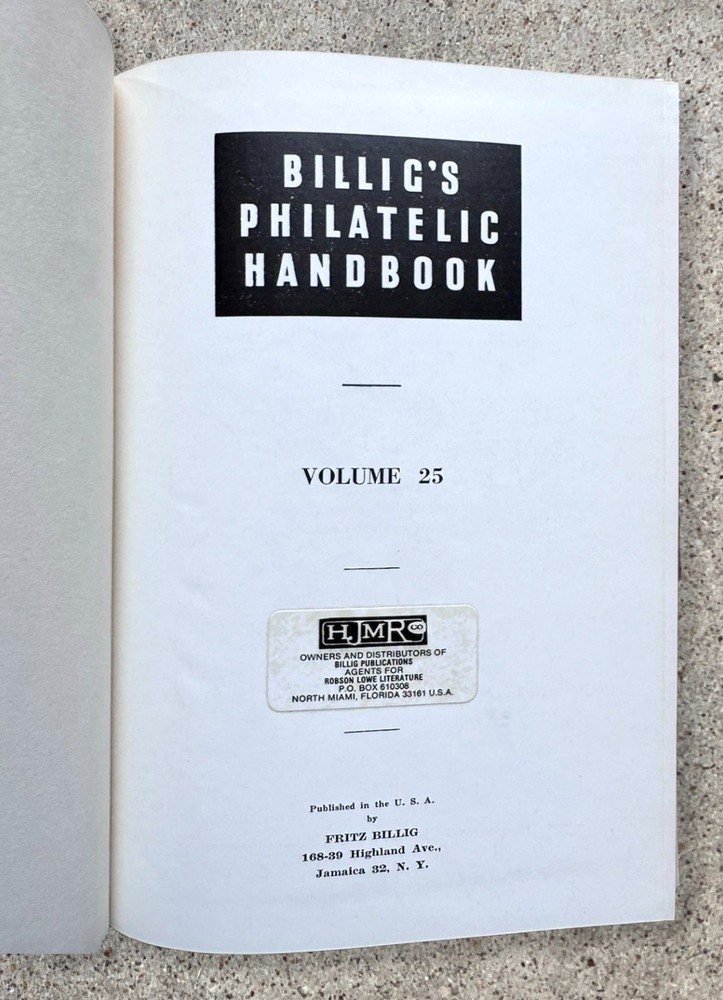 BILLIG'S
PHILATELIC
HANDBOOK
VOLUME 25
HJMR CO
OWNERS AND DISTRIBUTORS OF
BILLIG PUBLICATIONS
AGENTS FOR
ROBSON LOWE LITERATURE
P.O. BOX 610308
NORTH MIAMI, FLORIDA 33161 U.S.A.
Published in the U. S. A.
by
FRITZ BILLIG
168-39 Highland Ave.,
Jamaica 32, N. Y.